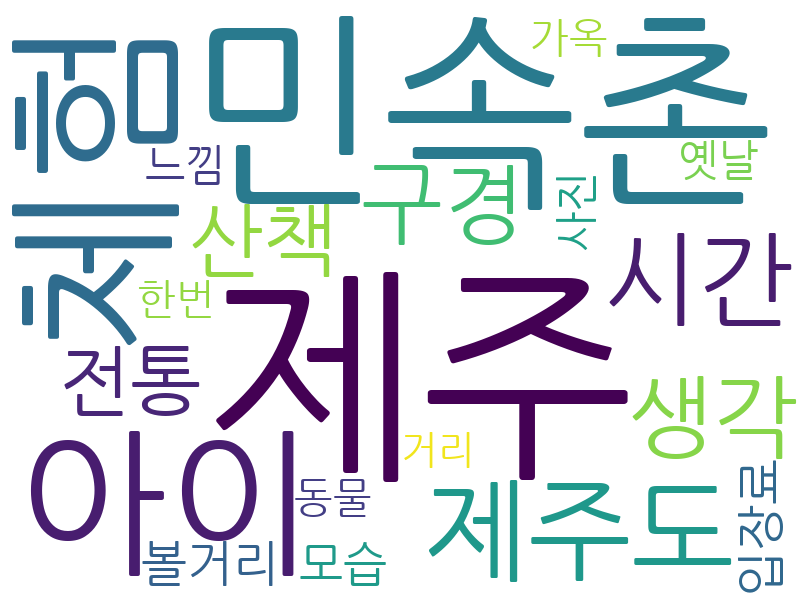 체험
민속촌
가옥
느낌
옛날
구경
사진
산책
시간
한번
제주
전통
생각
아이
거리
동물
제주도
입장료
볼거리
모습